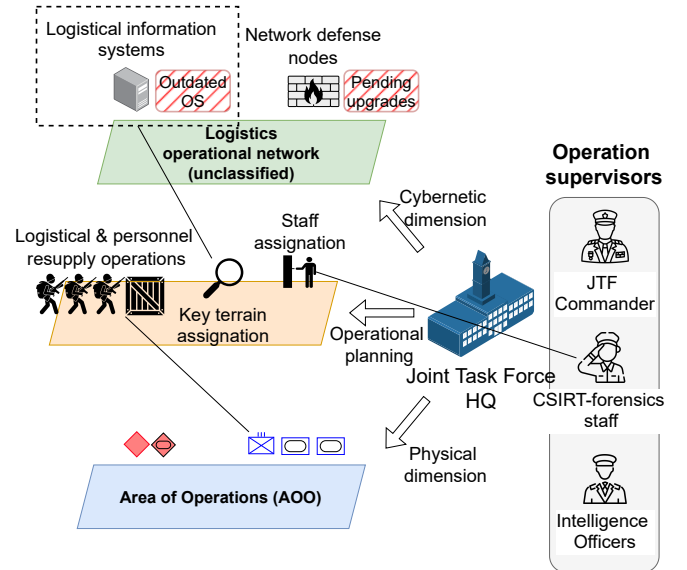 Logistical information
systems
Outdated
OS
Network defense
nodes
Pending
upgrades
Logistics
operational network
(unclassified)
Operation
supervisors
Cybernetic
dimension
Staff
assignation
Logistical & personnel
resupply operations
Key terrain
assignation
Operational
planning
JTF
Commander
Joint Task Force
HQ
CSIRT-forensics
staff
Physical
dimension
Area of Operations (AOO)
Intelligence
Officers